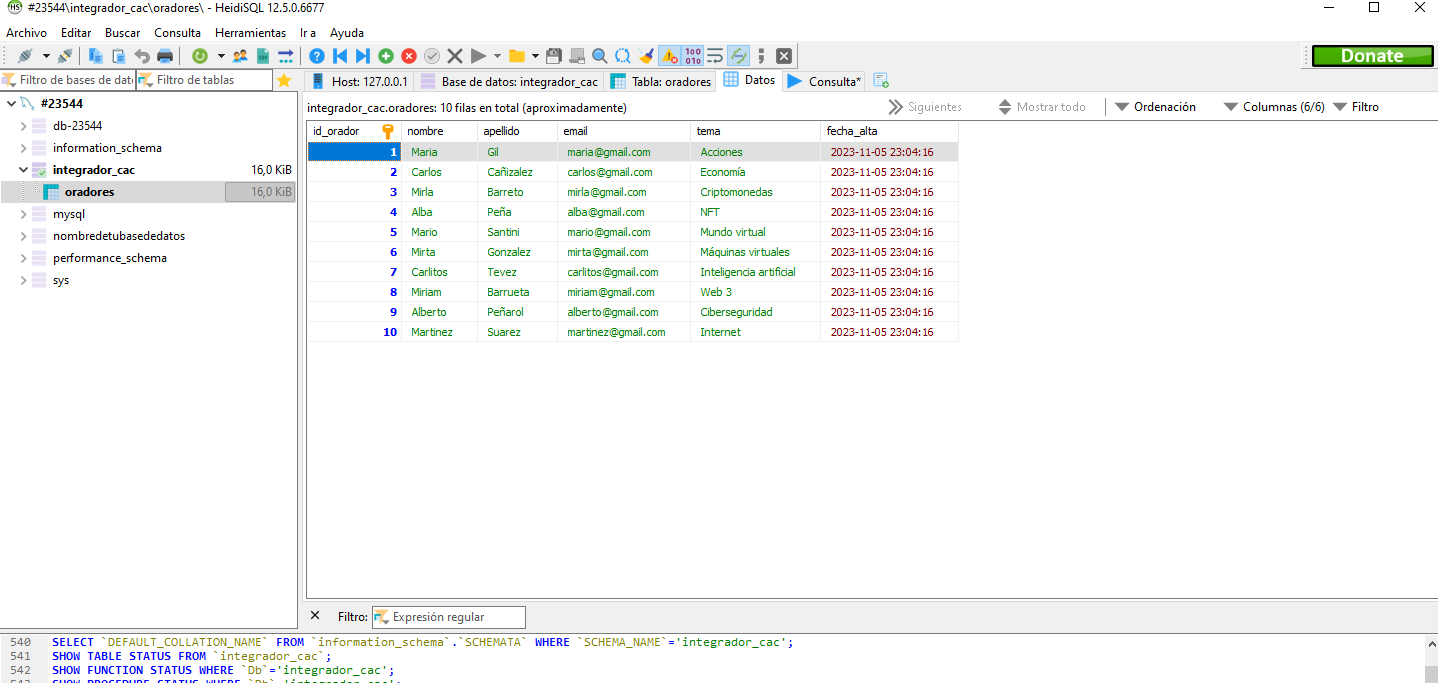 #23544\integrador_cac\oradores\ - HeidiSQL 12.5.0.6677
Archivo Editar Buscar Consulta Herramientas Ir a Ayuda
Donate
Filtro de bases de dat Filtro de tablas
Host: 127.0.0.1 Base de datos: integrador_cac Tabla: oradores Datos Consulta*
#23544
db-23544
information_schema
integrador_cac 16,0 KiB
oradores 16,0 KiB
mysql
nombredetubasededatos
performance_schema
sys
integrador_cac.oradores: 10 filas en total (aproximadamente) Siguientes Mostrar todo Ordenación Columnas (6/6) Filtro
id_orador nombre apellido email tema fecha_alta
1 Maria Gil maria@gmail.com Acciones 2023-11-05 23:04:16
2 Carlos Cañizalez carlos@gmail.com Economía 2023-11-05 23:04:16
3 Mirla Barreto mirla@gmail.com Criptomonedas 2023-11-05 23:04:16
4 Alba Peña alba@gmail.com NFT 2023-11-05 23:04:16
5 Mario Santini mario@gmail.com Mundo virtual 2023-11-05 23:04:16
6 Mirta Gonzalez mirta@gmail.com Máquinas virtuales 2023-11-05 23:04:16
7 Carlitos Tevez carlitos@gmail.com Inteligencia artificial 2023-11-05 23:04:16
8 Miriam Barrueta miriam@gmail.com Web 3 2023-11-05 23:04:16
9 Alberto Peñarol alberto@gmail.com Ciberseguridad 2023-11-05 23:04:16
10 Martinez Suarez martinez@gmail.com Internet 2023-11-05 23:04:16
Filtro: Expresión regular
540 SELECT `DEFAULT_COLLATION_NAME` FROM `information_schema`.`SCHEMATA` WHERE `SCHEMA_NAME`='integrador_cac';
541 SHOW TABLE STATUS FROM `integrador_cac`;
542 SHOW FUNCTION STATUS WHERE `Db`='integrador_cac';
543 SHOW PROCEDURE STATUS WHERE `Db`='integrador_cac';